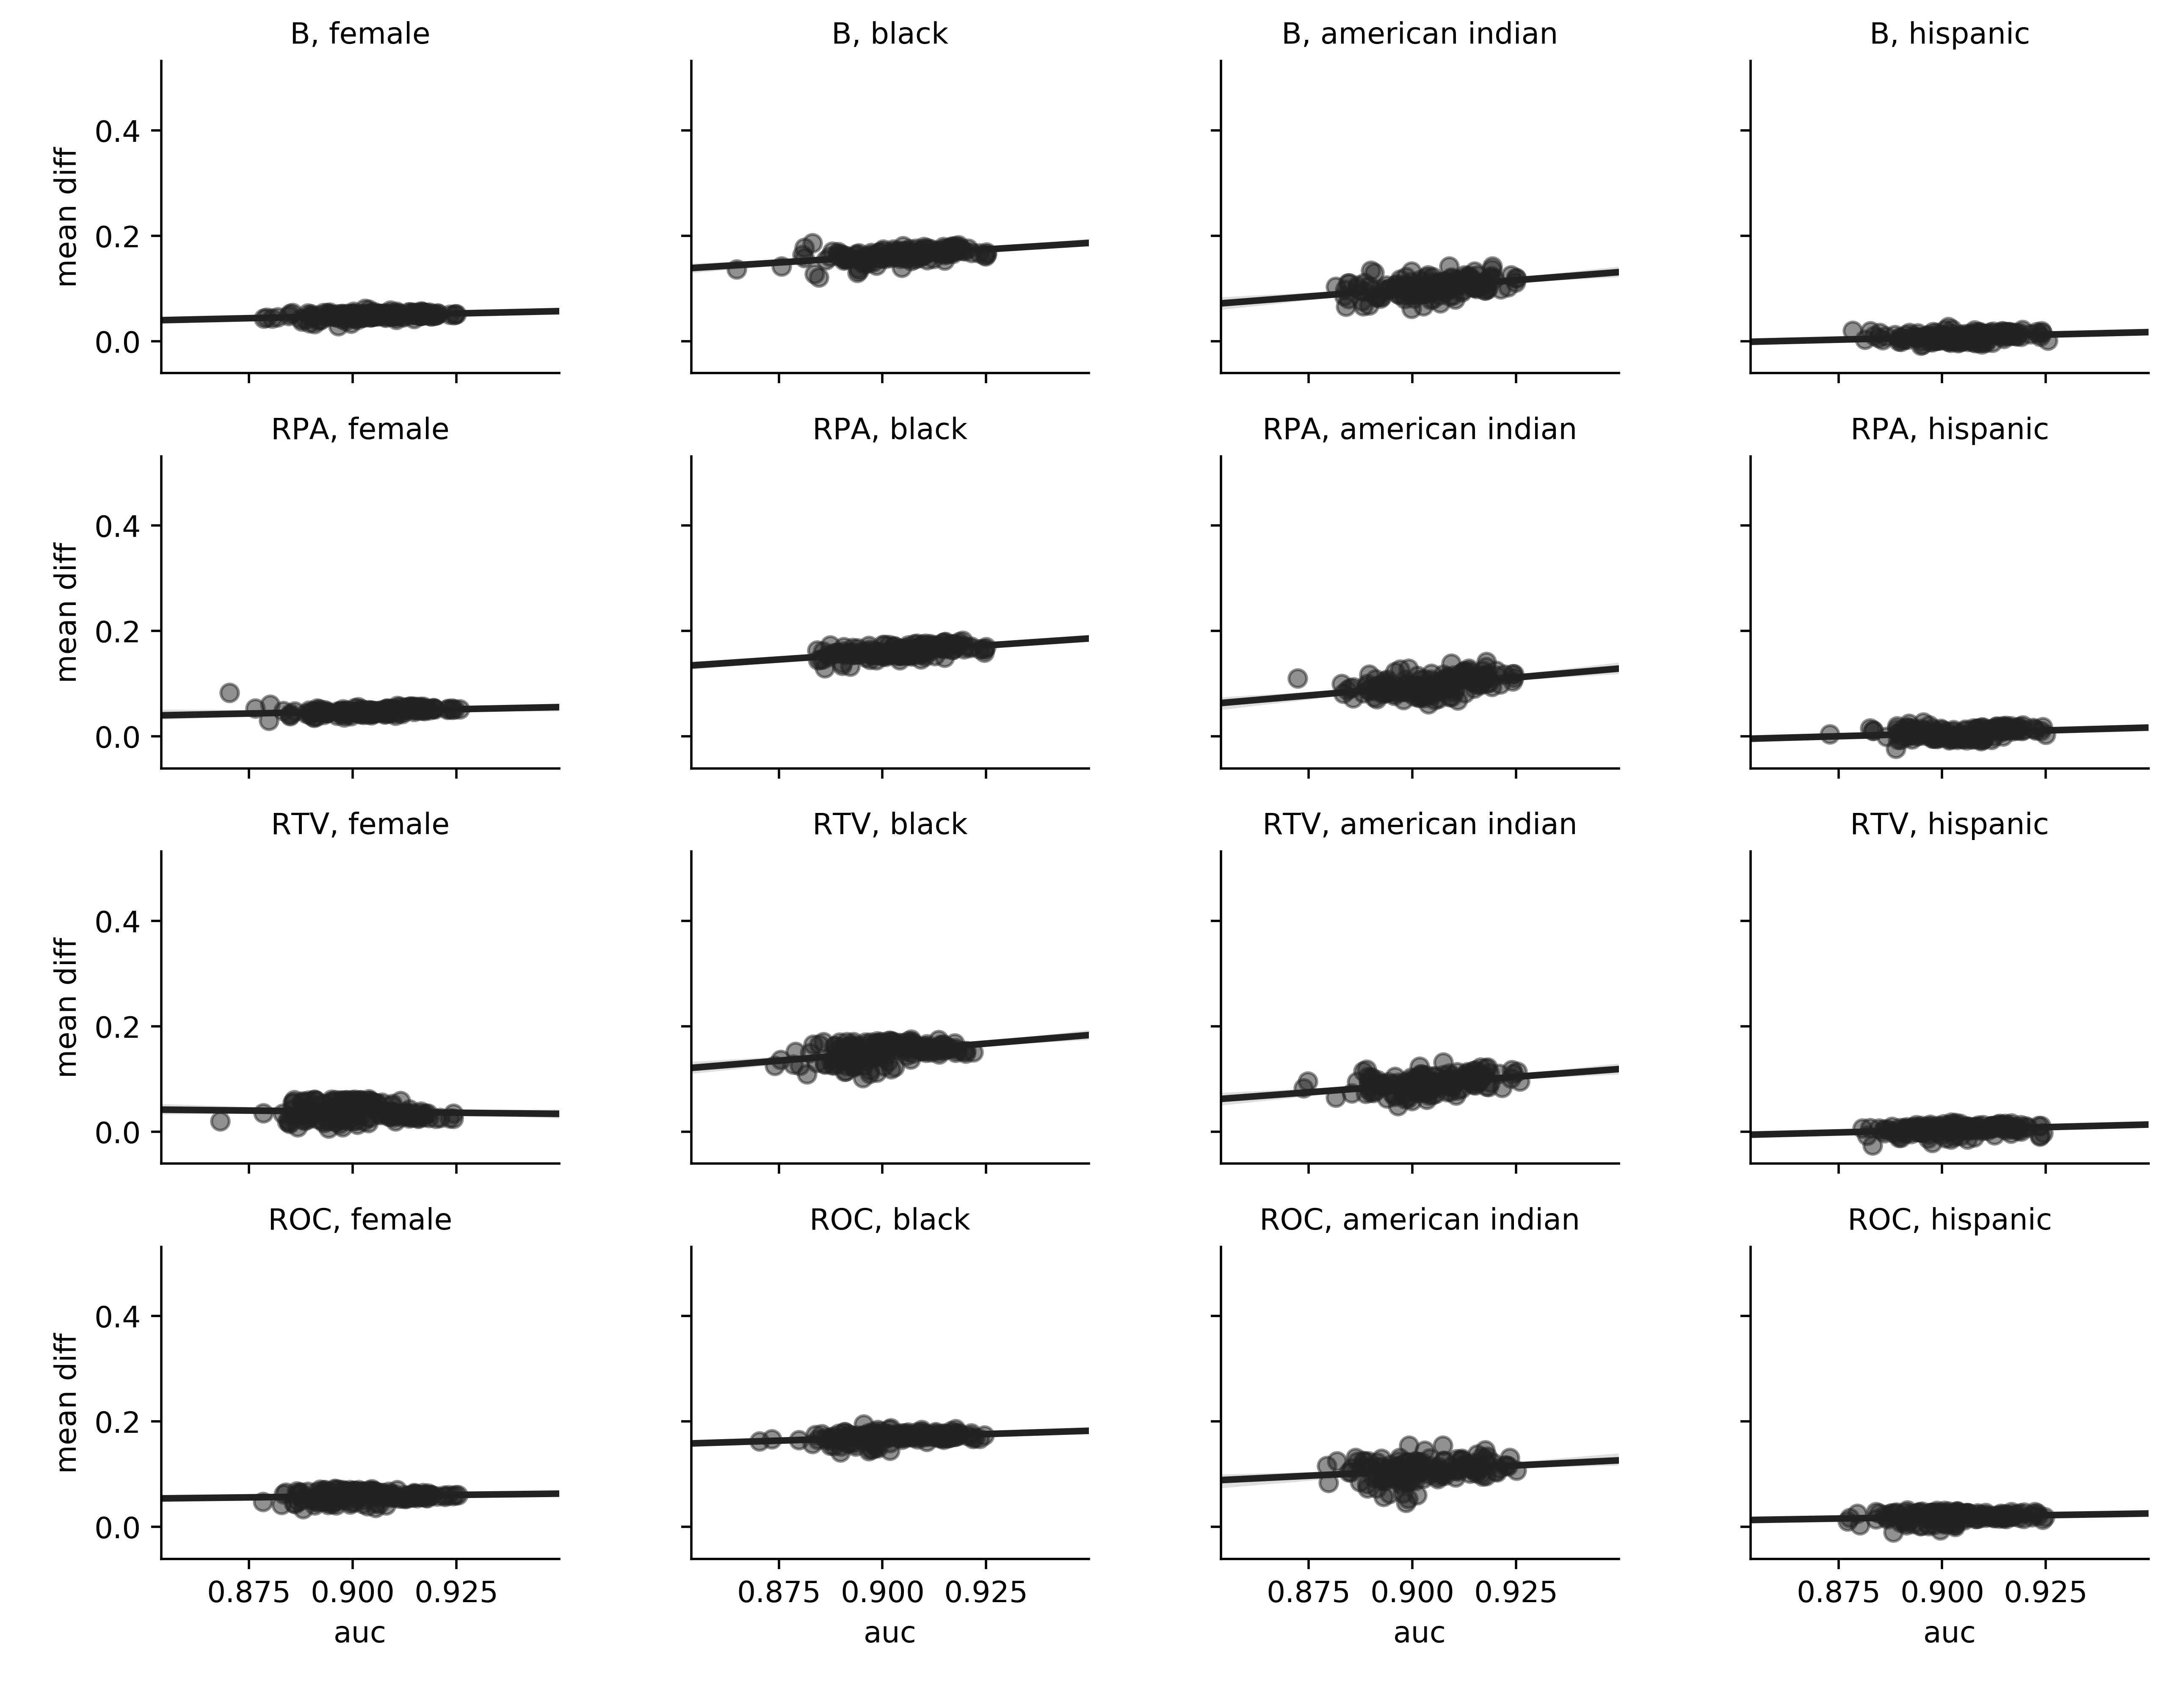 B, female
B, black
B, american indian
B, hispanic
mean diff
0.4
0.2
0.0
RPA, female
RPA, black
RPA, american indian
RPA, hispanic
mean diff
0.4
0.2
0.0
RTV, female
RTV, black
RTV, american indian
RTV, hispanic
mean diff
0.4
0.2
0.0
ROC, female
ROC, black
ROC, american indian
ROC, hispanic
mean diff
0.4
0.2
0.0
0.875 0.900 0.925
0.875 0.900 0.925
0.875 0.900 0.925
0.875 0.900 0.925
auc
auc
auc
auc